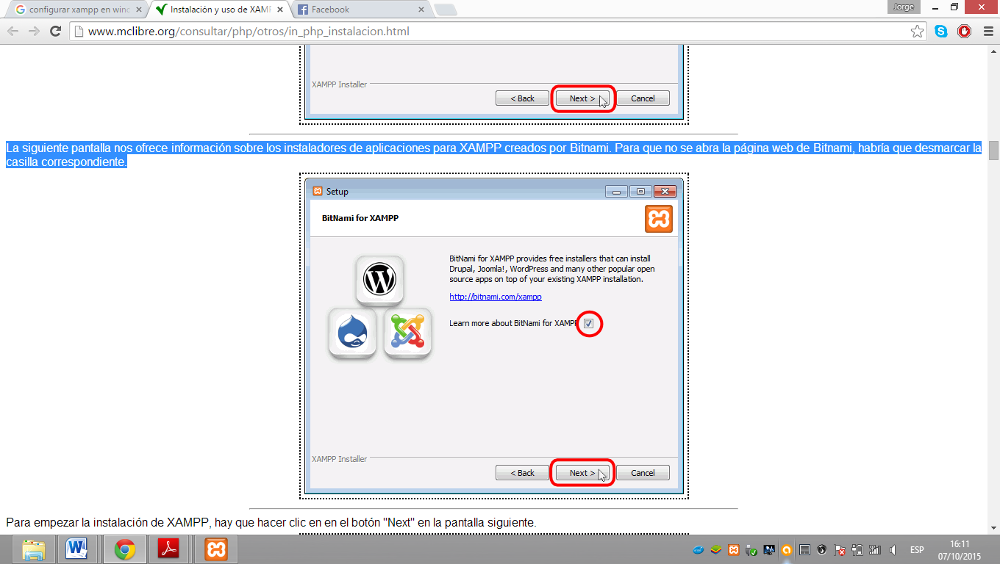 configurar xampp en wind
Instalación y uso de XAMP
Facebook
Jorge
www.mclibre.org/consultar/php/otros/in_php_instalacion.html
XAMPP Installer
< Back
Next >
Cancel
La siguiente pantalla nos ofrece información sobre los instaladores de aplicaciones para XAMPP creados por Bitnami. Para que no se abra la página web de Bitnami, habría que desmarcar la
casilla correspondiente.
Setup
BitNami for XAMPP
BitNami for XAMPP provides free installers that can install
Drupal, Joomla!, WordPress and many other popular open
source apps on top of your existing XAMPP installation.
http://bitnami.com/xampp
Learn more about BitNami for XAMPP
XAMPP Installer
< Back
Next >
Cancel
Para empezar la instalación de XAMPP, hay que hacer clic en en el botón "Next" en la pantalla siguiente.
ESP
16:11
07/10/2015